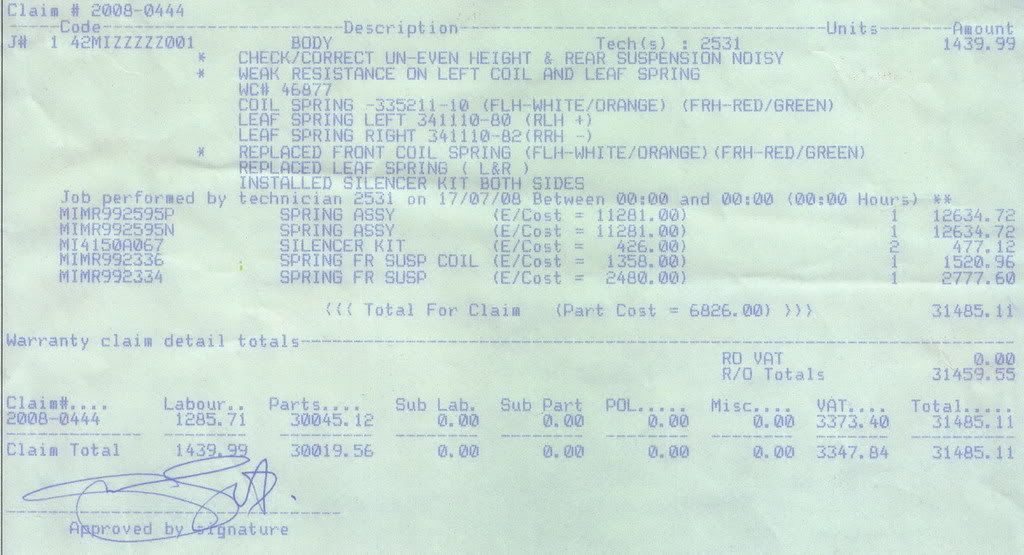 Claim # 2008-0444
-----Code-----------------------Description----------------------------------------Units-------Amount
J# 1 42MIZZZZZ001 BODY Tech(s) : 2531 1439.99
* CHECK/CORRECT UN-EVEN HEIGHT & REAR SUSPENSION NOISY
* WEAK RESISTANCE ON LEFT COIL AND LEAF SPRING
WC# 46877
COIL SPRING -335211-10 (FLH-WHITE/ORANGE) (FRH-RED/GREEN)
LEAF SPRING LEFT 341110-80 (RLH +)
LEAF SPRING RIGHT 341110-82(RRH -)
* REPLACED FRONT COIL SPRING (FLH-WHITE/ORANGE)(FRH-RED/GREEN)
REPLACED LEAF SPRING ( L&R )
INSTALLED SILENCER KIT BOTH SIDES
Job performed by technician 2531 on 17/07/08 Between 00:00 and 00:00 (00:00 Hours) **
MIMR992595P SPRING ASSY (E/Cost = 11281.00) 1 12634.72
MIMR992595N SPRING ASSY (E/Cost = 11281.00) 1 12634.72
MI4150A067 SILENCER KIT (E/Cost = 426.00) 2 477.12
MIMR992336 SPRING FR SUSP COIL (E/Cost = 1358.00) 1 1520.96
MIMR992334 SPRING FR SUSP (E/Cost = 2480.00) 1 2777.60
((( Total For Claim (Part Cost = 6826.00) ))) 31485.11
Warranty claim detail totals----------------------------------------------------------------
RO VAT 0.00
R/O Totals 31459.55
Claim#.... Labour.. Parts.... Sub Lab. Sub Part POL..... Misc.... VAT.... Total.....
2008-0444 1285.71 30045.12 0.00 0.00 0.00 0.00 3373.40 31485.11
Claim Total 1439.99 30019.56 0.00 0.00 0.00 0.00 3347.84 31485.11
Approved by signature